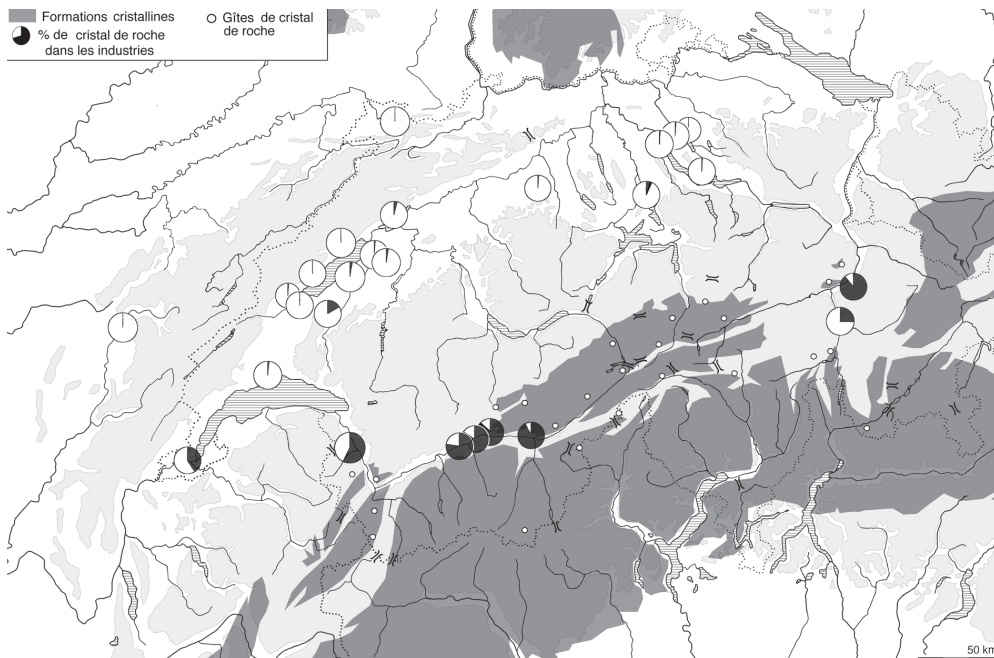 Formations cristallines
% de cristal de roche
dans les industries
Gîtes de cristal
de roche
50 km